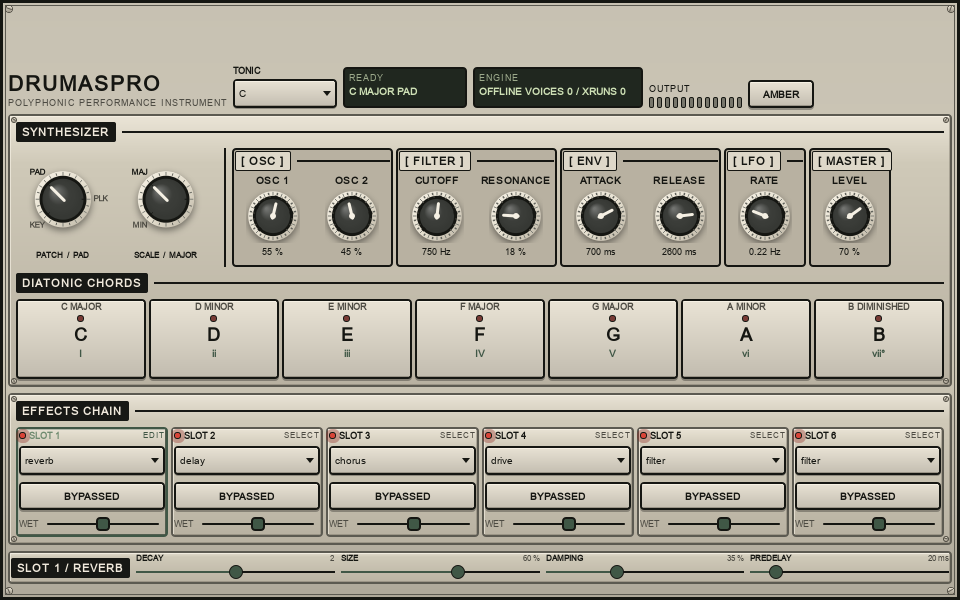 DRUMASPRO
POLYPHONIC PERFORMANCE INSTRUMENT
TONIC
C
READY
C MAJOR PAD
ENGINE
OFFLINE VOICES 0 / XRUNS 0
OUTPUT
AMBER
SYNTHESIZER
PAD
PLK
KEY
PATCH / PAD
MAJ
MIN
SCALE / MAJOR
[ OSC ]
OSC 1
OSC 2
55 %
45 %
[ FILTER ]
CUTOFF
RESONANCE
750 Hz
18 %
[ ENV ]
ATTACK
RELEASE
700 ms
2600 ms
[ LFO ]
RATE
0.22 Hz
[ MASTER ]
LEVEL
70 %
DIATONIC CHORDS
C MAJOR
C
I
D MINOR
D
ii
E MINOR
E
iii
F MAJOR
F
IV
G MAJOR
G
V
A MINOR
A
vi
B DIMINISHED
B
vii°
EFFECTS CHAIN
SLOT 1 EDIT
reverb
BYPASSED
WET
SLOT 2 SELECT
delay
BYPASSED
WET
SLOT 3 SELECT
chorus
BYPASSED
WET
SLOT 4 SELECT
drive
BYPASSED
WET
SLOT 5 SELECT
filter
BYPASSED
WET
SLOT 6 SELECT
filter
BYPASSED
WET
SLOT 1 / REVERB
DECAY 2
SIZE 60 %
DAMPING 35 %
PREDELAY 20 ms